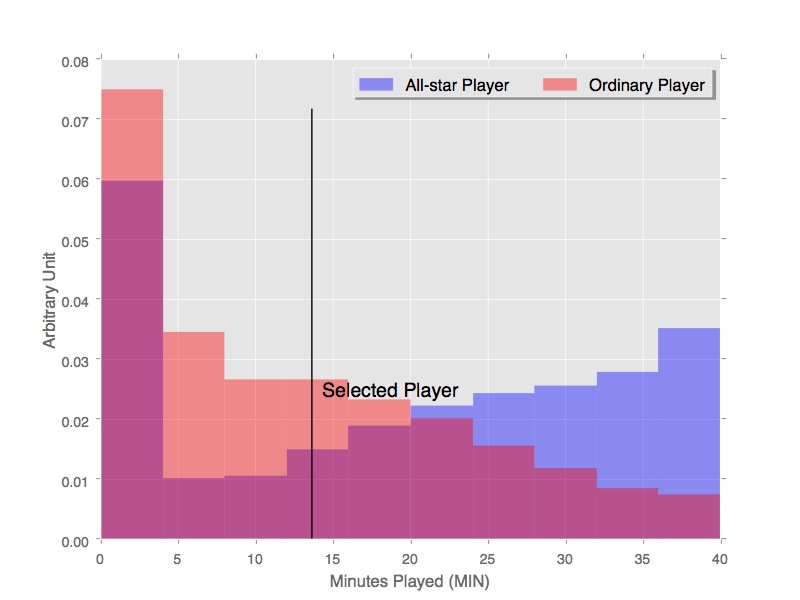 0.08
All-star Player Ordinary Player
0.07
0.06
0.05
Arbitrary Unit
0.04
0.03
Selected Player
0.02
0.01
0.00
0 5 10 15 20 25 30 35 40
Minutes Played (MIN)